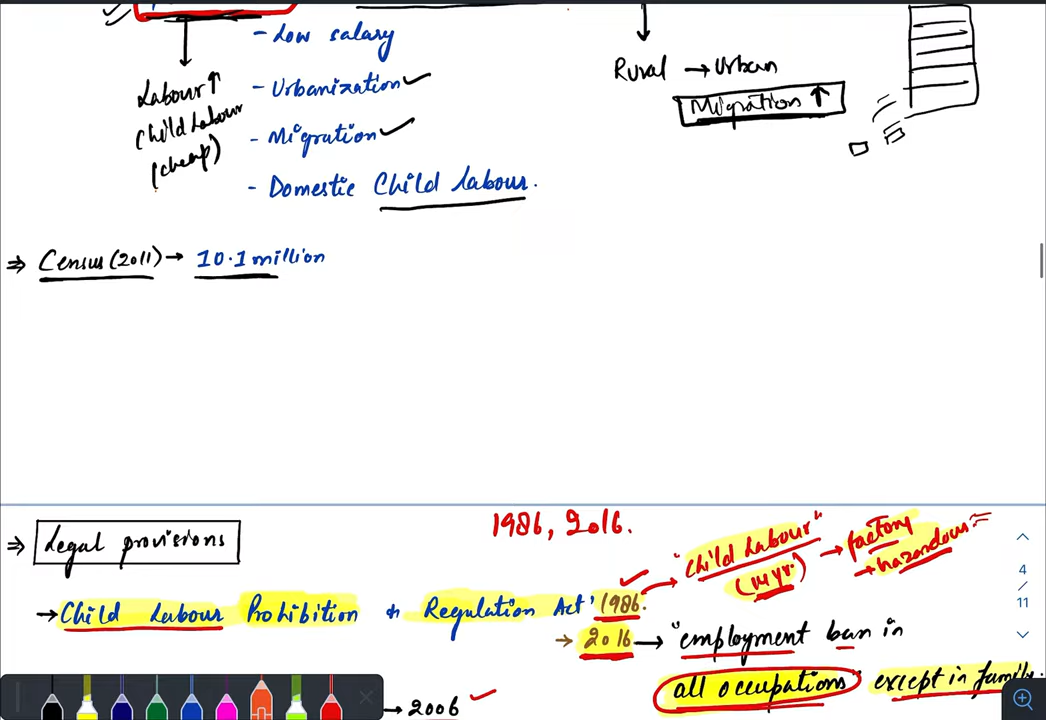 - Low salary
Labour ↑
Child Labour
(cheap)
- Urbanization ✓
- Migration ✓
- Domestic Child labour.
Rural → Urban
Migration ↑
⇒ Census (2011) → 10.1 million
⇒ Legal provisions
1986, 2016.
"Child Labour"
(14 yr.)
→ factory
→ hazardous
→ Child Labour Prohibition & Regulation Act' 1986.
→ 2016 → "employment ban in
all occupations" except in family.
→ 2006 ✓
4
/
11